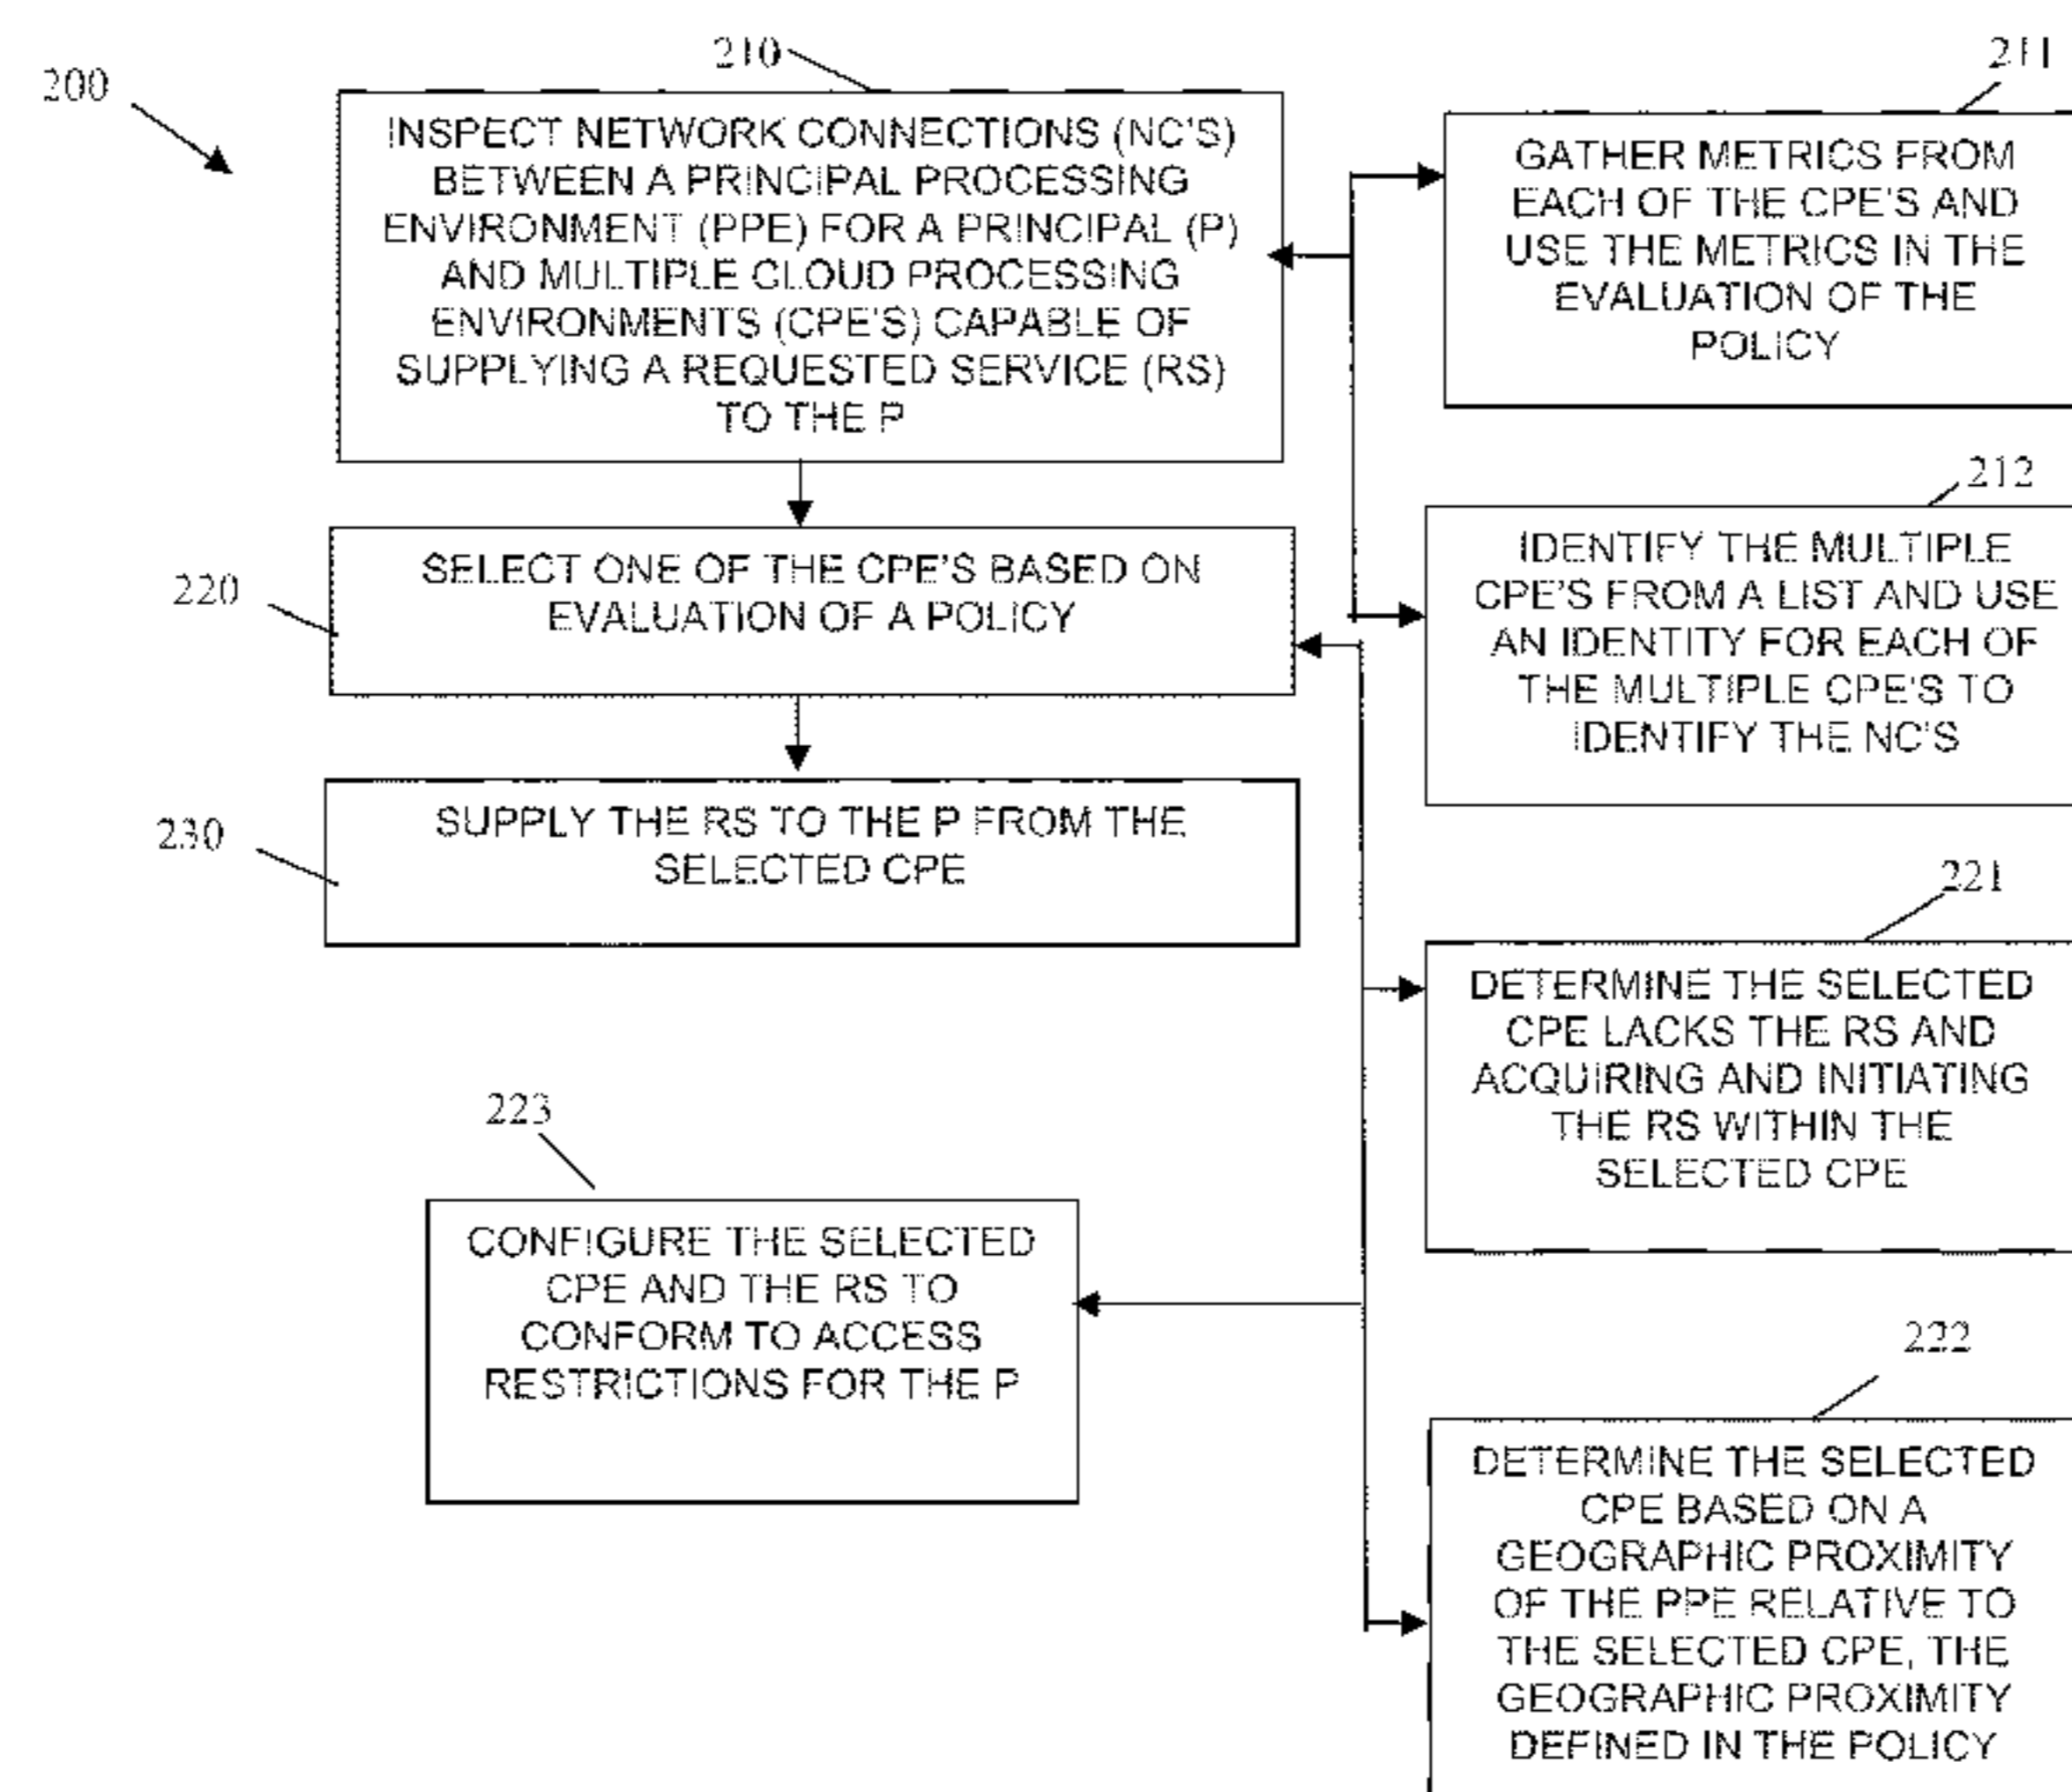 200
210
INSPECT NETWORK CONNECTIONS (NC'S)
BETWEEN A PRINCIPAL PROCESSING
ENVIRONMENT (PPE) FOR A PRINCIPAL (P)
AND MULTIPLE CLOUD PROCESSING
ENVIRONMENTS (CPE'S) CAPABLE OF
SUPPLYING A REQUESTED SERVICE (RS)
TO THE P
211
GATHER METRICS FROM
EACH OF THE CPE'S AND
USE THE METRICS IN THE
EVALUATION OF THE
POLICY
220
SELECT ONE OF THE CPE'S BASED ON
EVALUATION OF A POLICY
212
IDENTIFY THE MULTIPLE
CPE'S FROM A LIST AND USE
AN IDENTITY FOR EACH OF
THE MULTIPLE CPE'S TO
IDENTIFY THE NC'S
230
SUPPLY THE RS TO THE P FROM THE
SELECTED CPE
221
DETERMINE THE SELECTED
CPE LACKS THE RS AND
ACQUIRING AND INITIATING
THE RS WITHIN THE
SELECTED CPE
223
CONFIGURE THE SELECTED
CPE AND THE RS TO
CONFORM TO ACCESS
RESTRICTIONS FOR THE P
222
DETERMINE THE SELECTED
CPE BASED ON A
GEOGRAPHIC PROXIMITY
OF THE PPE RELATIVE TO
THE SELECTED CPE, THE
GEOGRAPHIC PROXIMITY
DEFINED IN THE POLICY